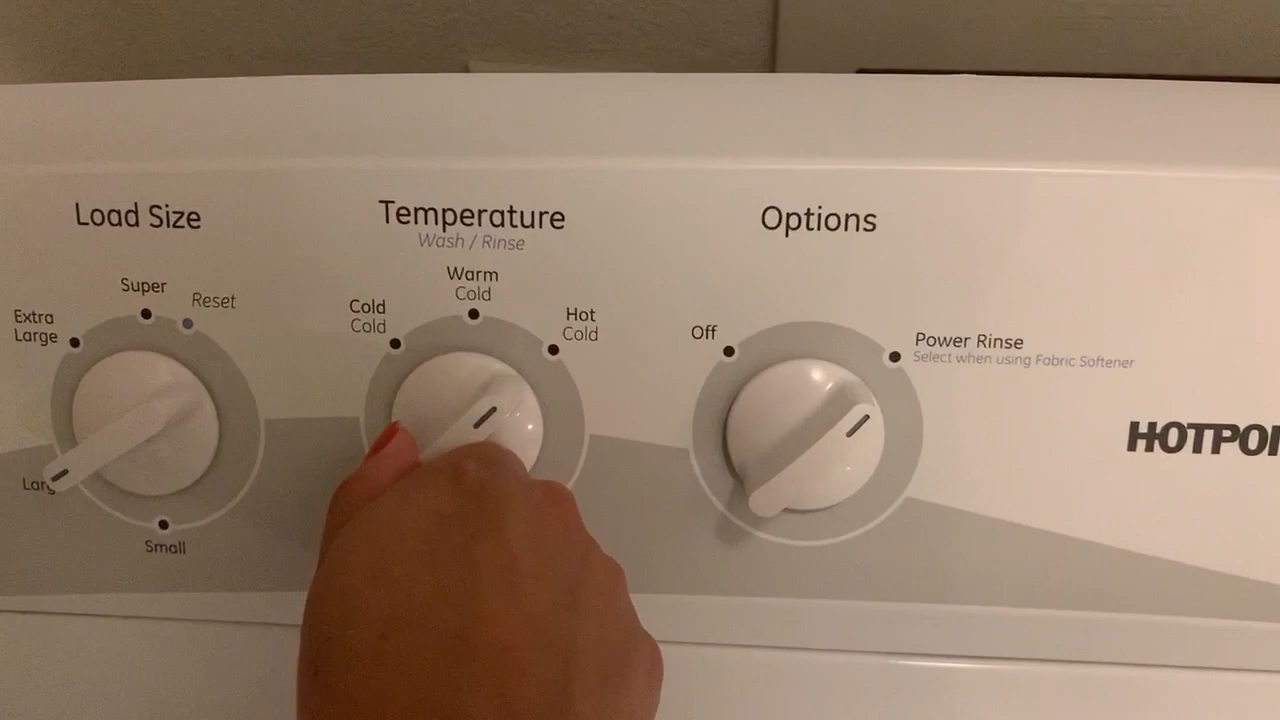 Load Size
Super
Reset
Extra
Large
Small
Temperature
Wash / Rinse
Warm
Cold
Cold
Cold
Hot
Cold
Options
Off
Power Rinse
Select when using Fabric Softener
HOTPOI